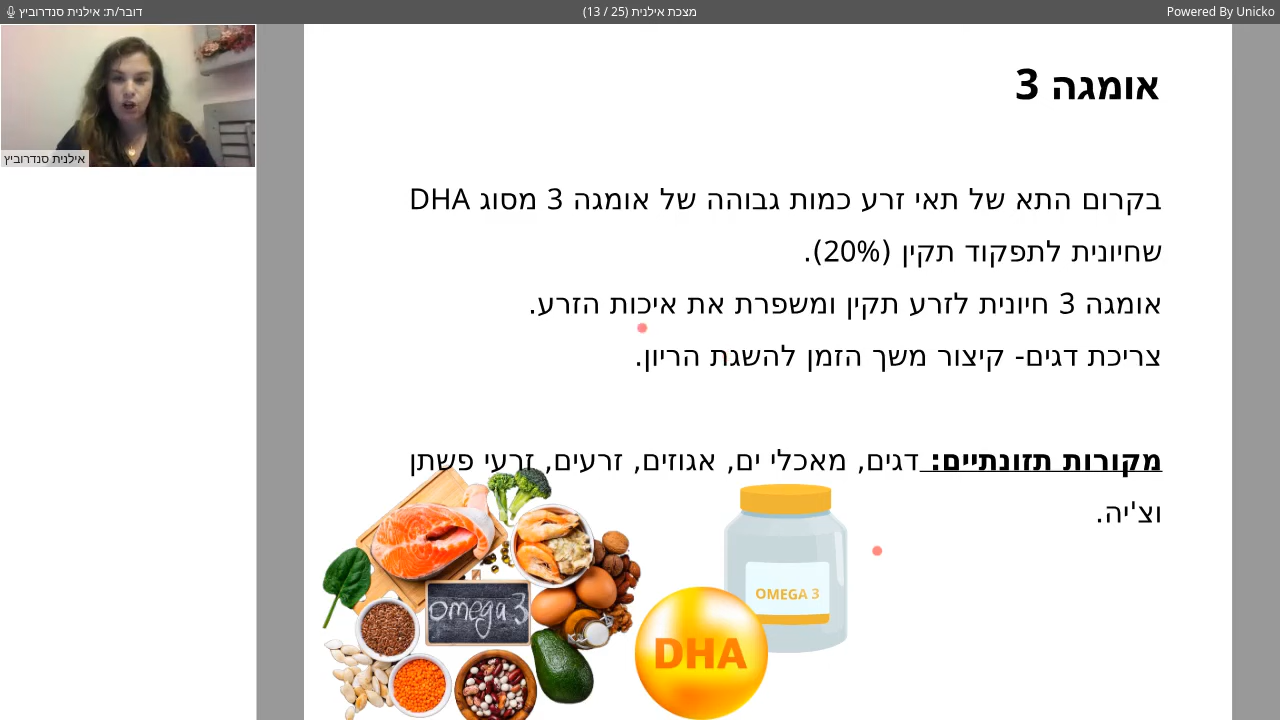 דובר/ת: אילנית סנדרוביץ
מצכת אילנית (25 / 13)
Powered By Unicko
אילנית סנדרוביץ
אומגה 3
בקרום התא של תאי זרע כמות גבוהה של אומגה 3 מסוג DHA
שחיונית לתפקוד תקין (20%).
אומגה 3 חיונית לזרע תקין ומשפרת את איכות הזרע.
צריכת דגים- קיצור משך הזמן להשגת הריון.
מקורות תזונתיים: דגים, מאכלי ים, אגוזים, זרעים, זרעי פשתן
וצ'יה.
omega 3
OMEGA 3
DHA